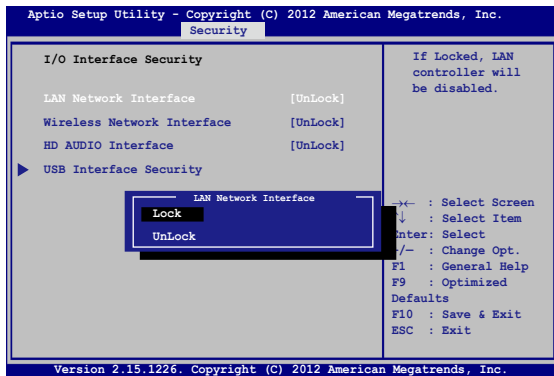 Aptio Setup Utility - Copyright (C) 2012 American Megatrends, Inc.
Security
I/O Interface Security
LAN Network Interface [UnLock]
Wireless Network Interface [UnLock]
HD AUDIO Interface [UnLock]
USB Interface Security
LAN Network Interface
Lock
UnLock
If Locked, LAN
controller will
be disabled.
→← : Select Screen
↑↓ : Select Item
Enter: Select
+/— : Change Opt.
F1 : General Help
F9 : Optimized
Defaults
F10 : Save & Exit
ESC : Exit
Version 2.15.1226. Copyright (C) 2012 American Megatrends, Inc.